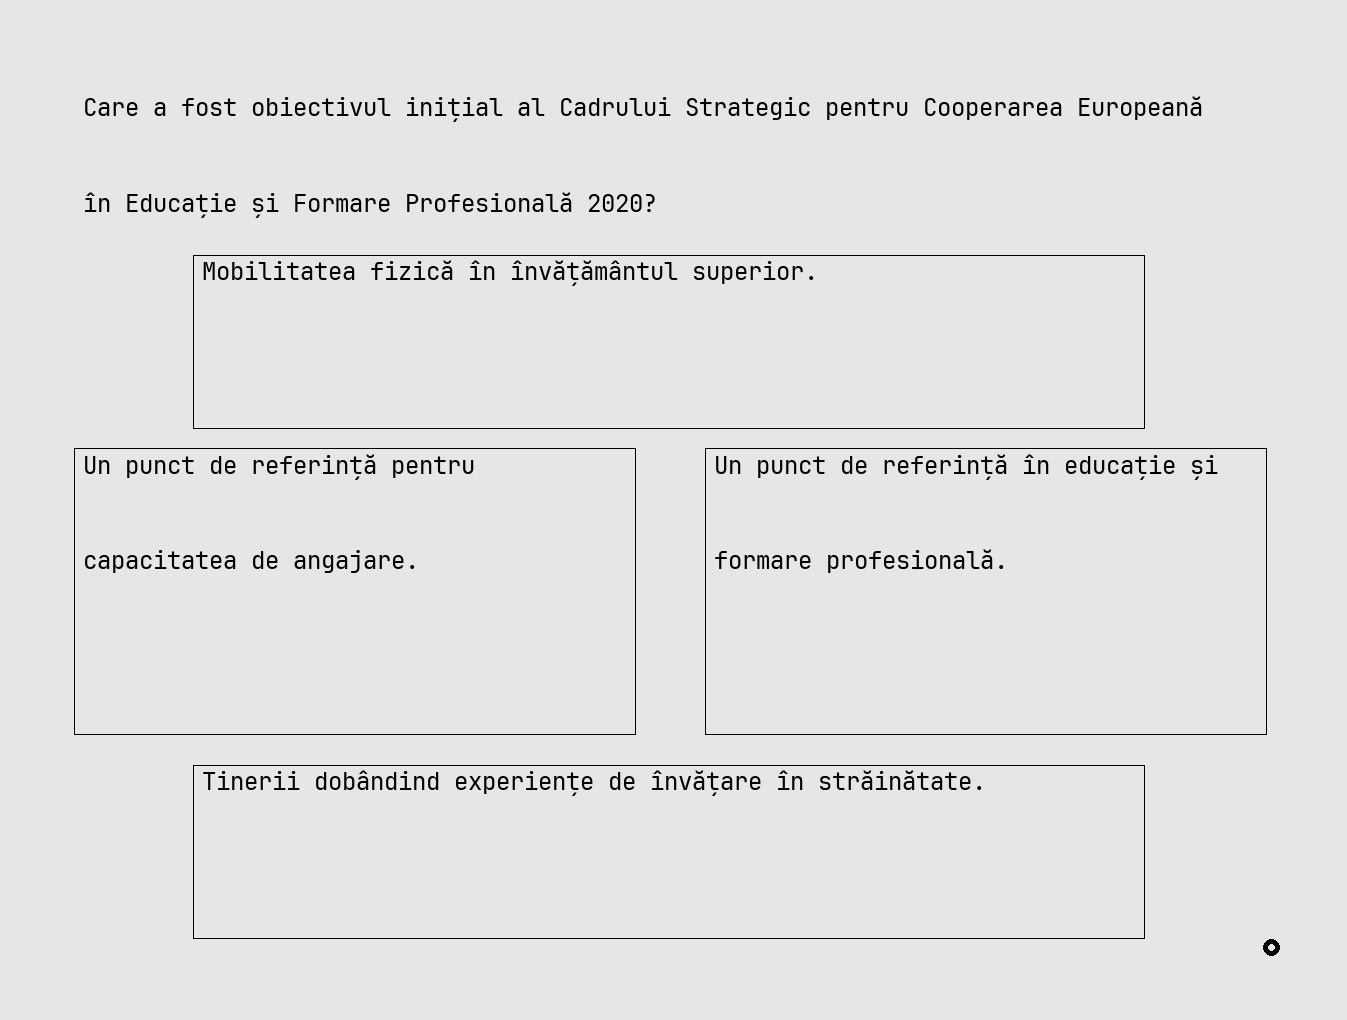 Care a fost obiectivul inițial al Cadrului Strategic pentru Cooperarea Europeană
în Educație și Formare Profesională 2020?
Mobilitatea fizică în învățământul superior.
Un punct de referință pentru
capacitatea de angajare.
Un punct de referință în educație și
formare profesională.
Tinerii dobândind experiențe de învățare în străinătate.